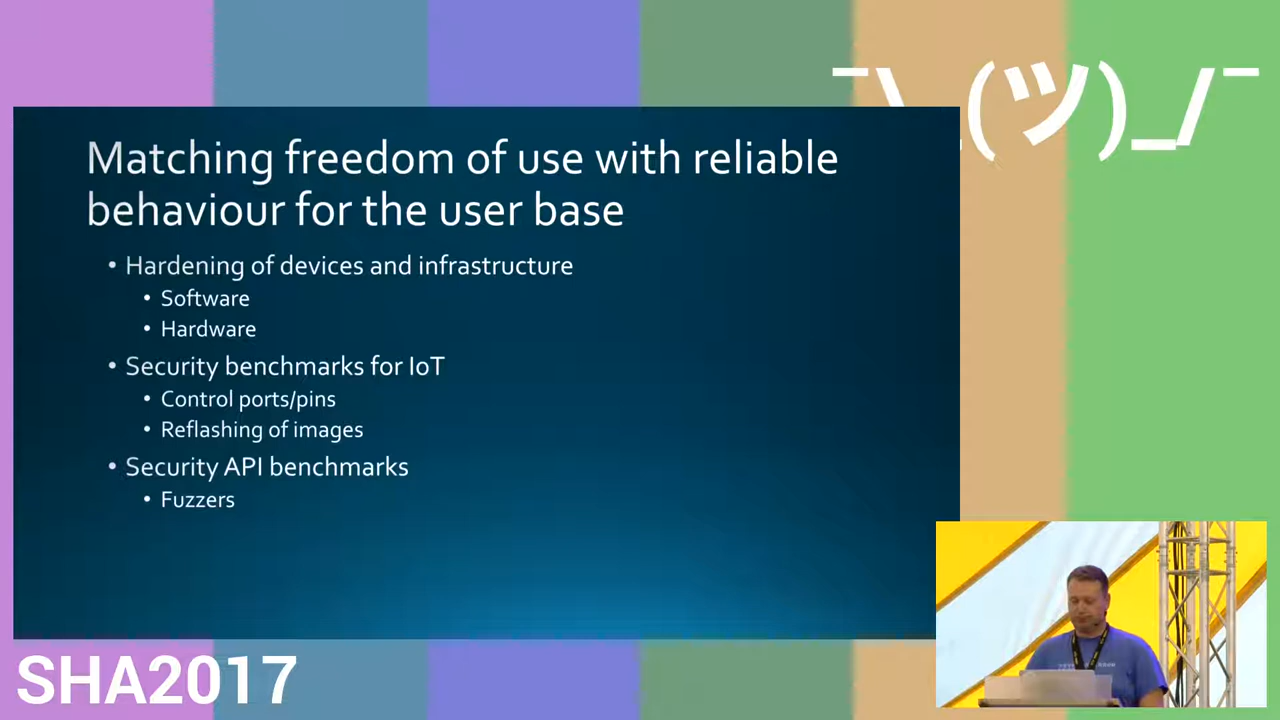 ¯\_(ツ)_/¯
Matching freedom of use with reliable
behaviour for the user base
• Hardening of devices and infrastructure
• Software
• Hardware
• Security benchmarks for IoT
• Control ports/pins
• Reflashing of images
• Security API benchmarks
• Fuzzers
SHA2017